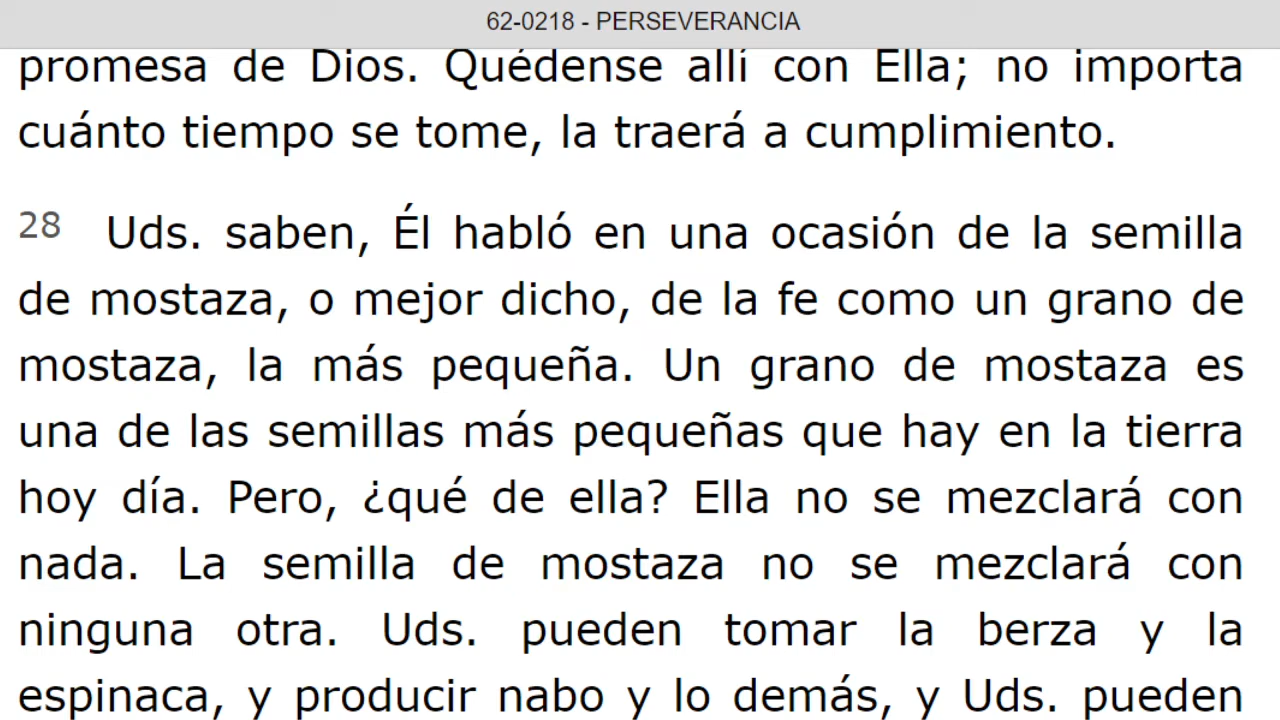 62-0218 - PERSEVERANCIA
promesa de Dios. Quédense allí con Ella; no importa
cuánto tiempo se tome, la traerá a cumplimiento.
28 Uds. saben, Él habló en una ocasión de la semilla
de mostaza, o mejor dicho, de la fe como un grano de
mostaza, la más pequeña. Un grano de mostaza es
una de las semillas más pequeñas que hay en la tierra
hoy día. Pero, ¿qué de ella? Ella no se mezclará con
nada. La semilla de mostaza no se mezclará con
ninguna otra. Uds. pueden tomar la berza y la
espinaca, y producir nabo y lo demás, y Uds. pueden